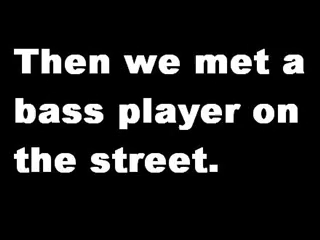 Then we met a
bass player on
the street.